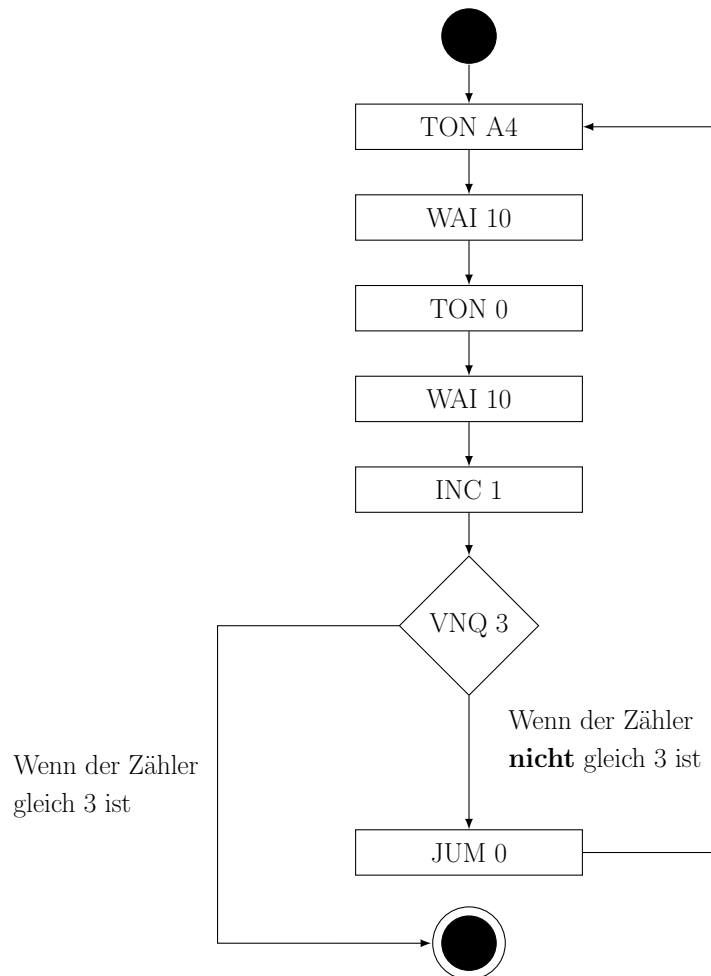 TON A4
WAI 10
TON 0
WAI 10
INC 1
VNQ 3
Wenn der Zähler
nicht gleich 3 ist
Wenn der Zähler
gleich 3 ist
JUM 0